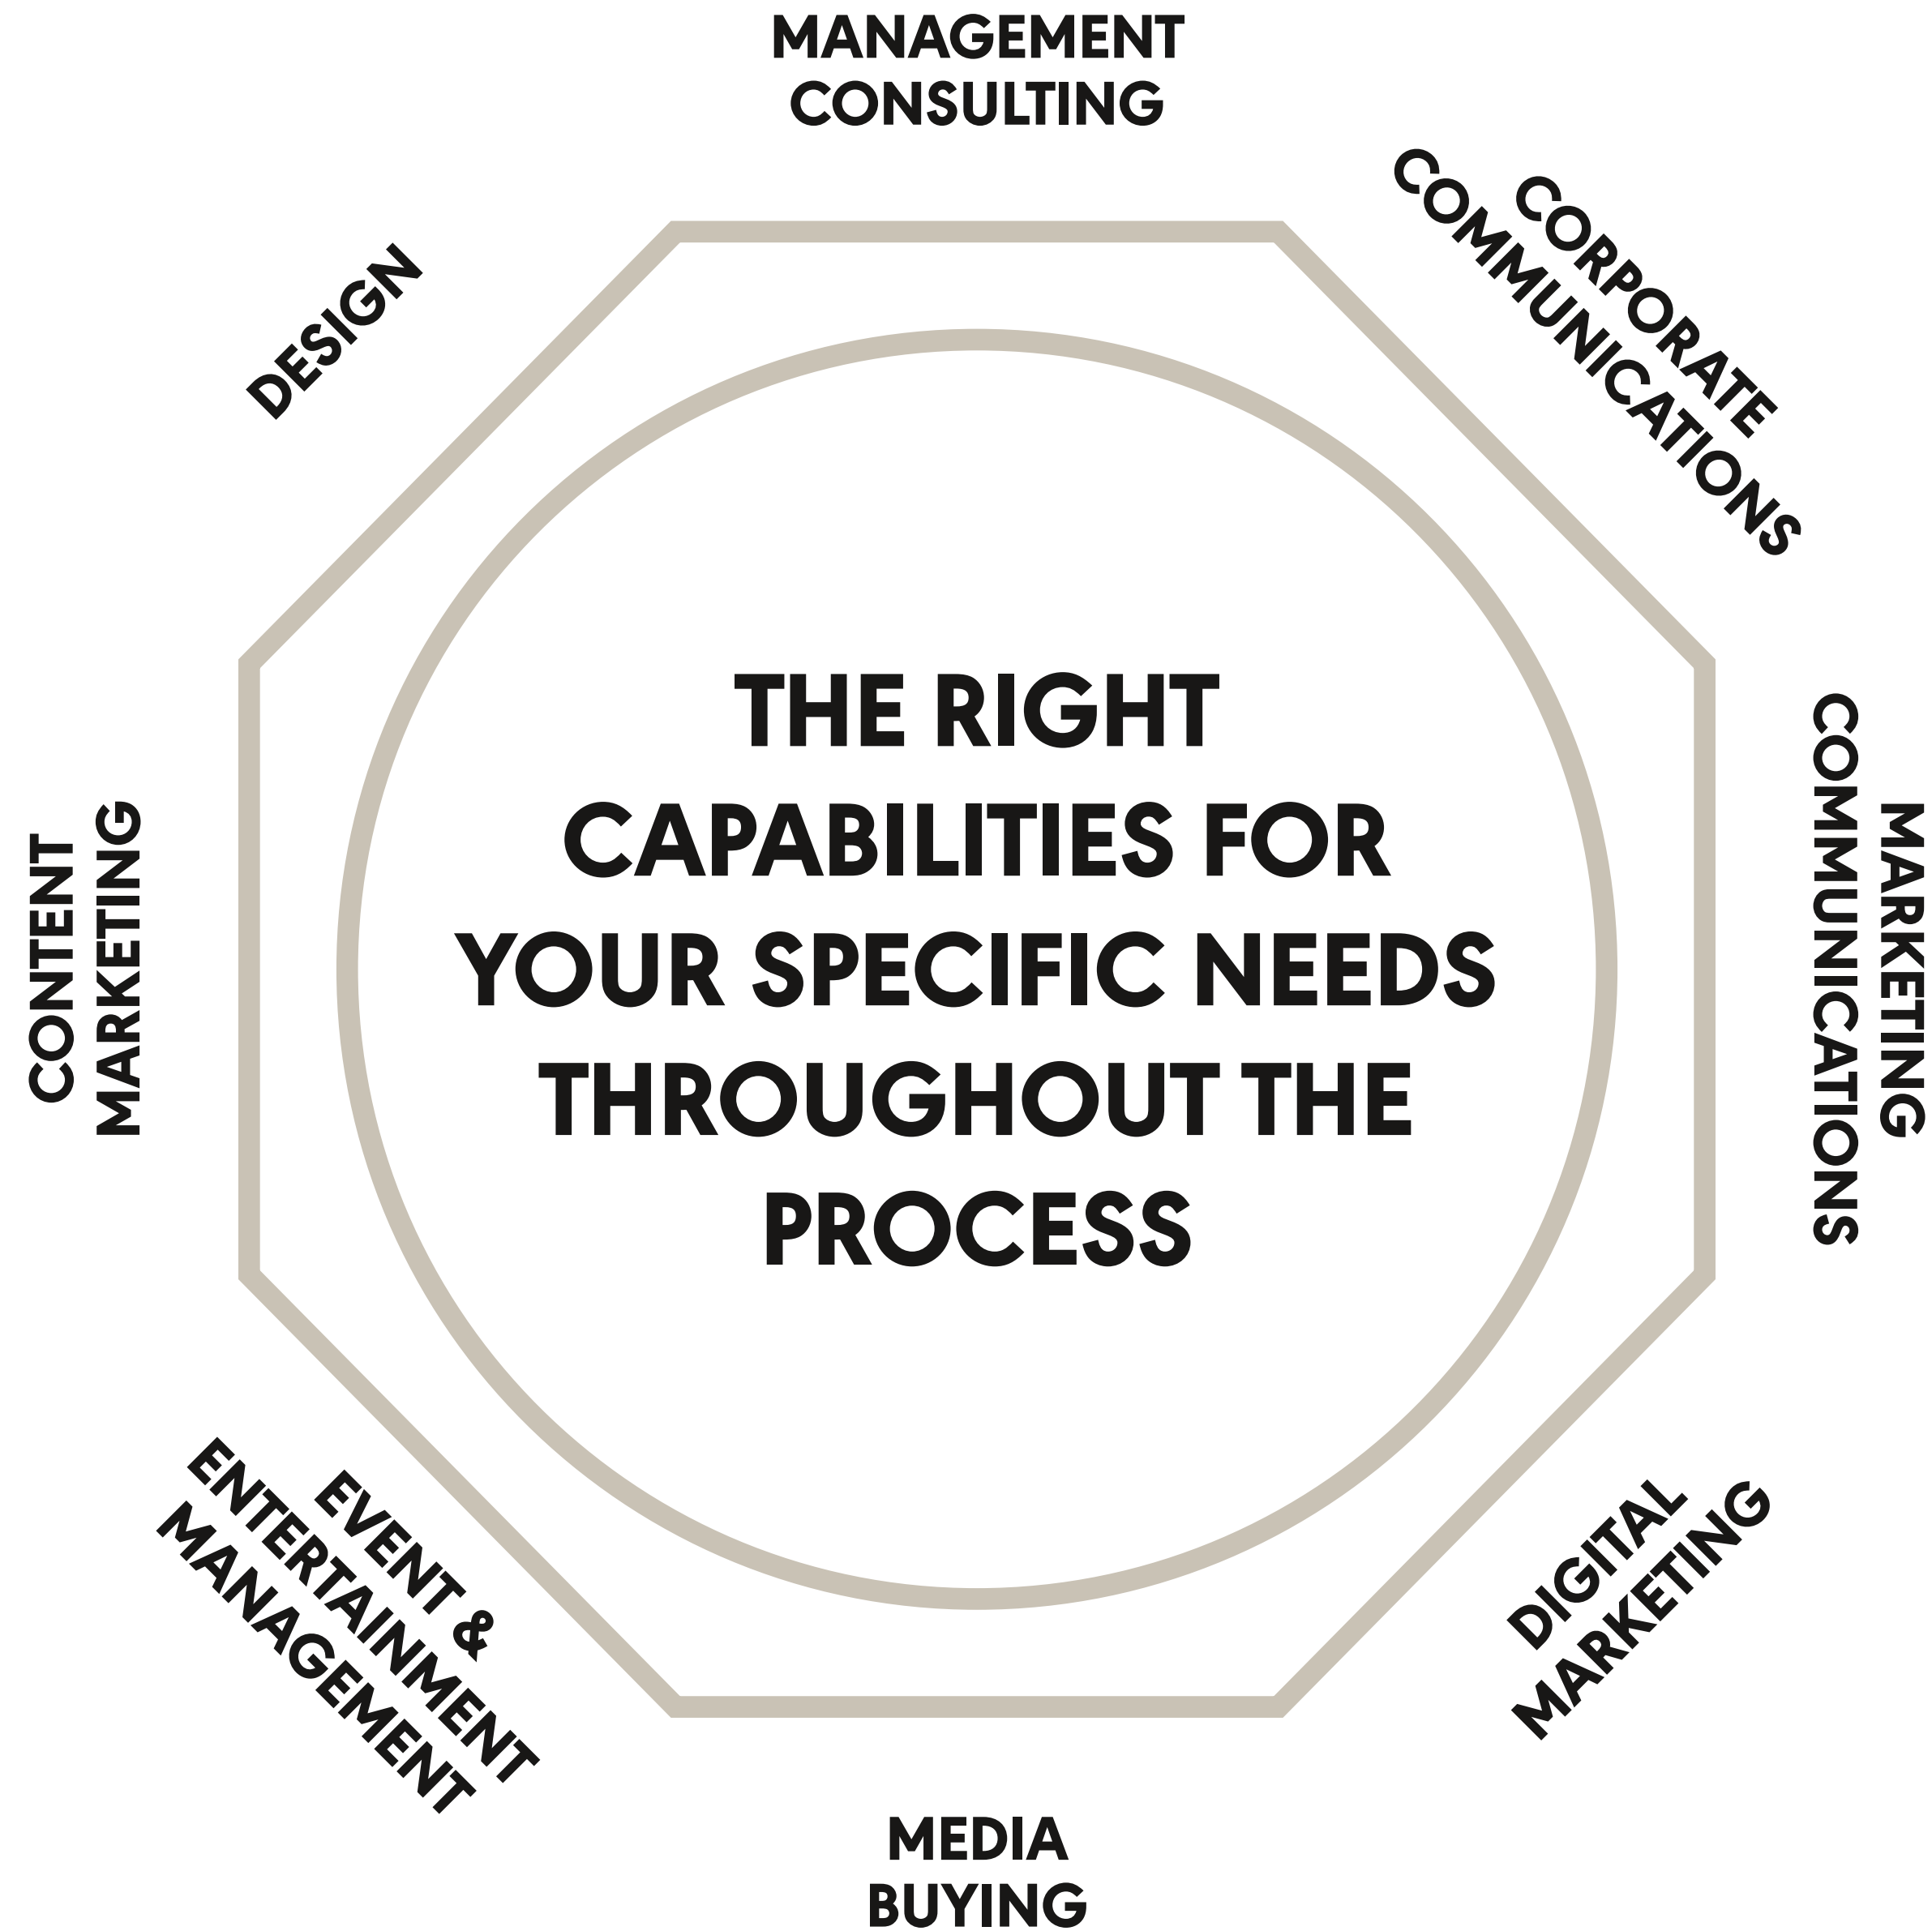 MANAGEMENT
CONSULTING
CORPORATE
COMMUNICATIONS
MARKETING
COMMUNICATIONS
DIGITAL
MARKETING
MEDIA
BUYING
EVENT &
ENTERTAINMENT
MANAGEMENT
CONTENT
MARKETING
DESIGN
THE RIGHT
CAPABILITIES FOR
YOUR SPECIFIC NEEDS
THROUGHOUT THE
PROCESS